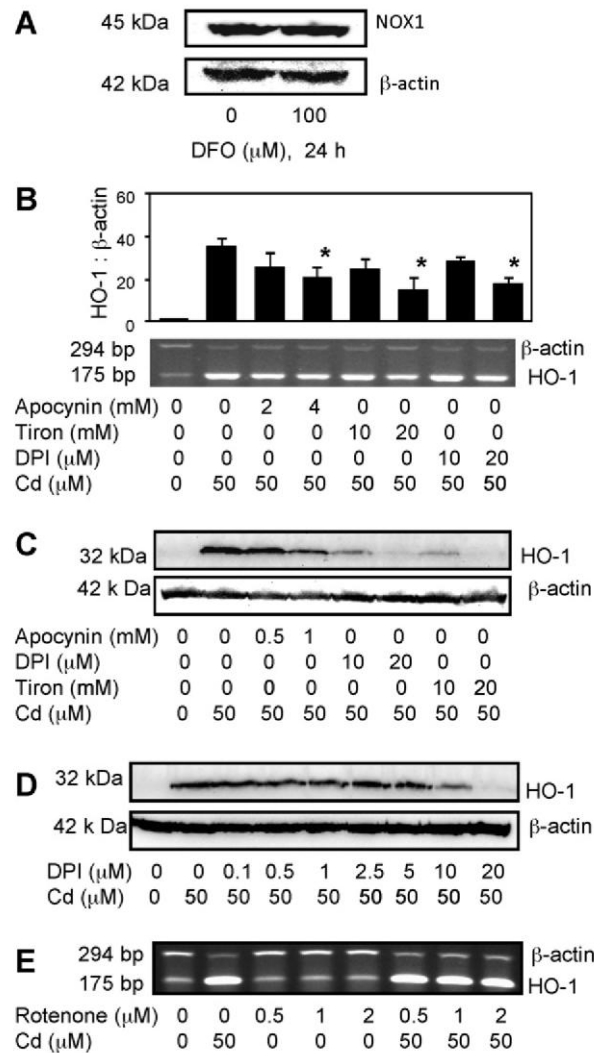 A
45 kDa NOX1
42 kDa β-actin
0 100
DFO (μM), 24 h
B
HO-1 : β-actin
60
40
20
0
* * *
294 bp β-actin
175 bp HO-1
Apocynin (mM) 0 0 2 4 0 0 0 0
Tiron (mM) 0 0 0 0 10 20 0 0
DPI (μM) 0 0 0 0 0 0 10 20
Cd (μM) 0 50 50 50 50 50 50 50
C
32 kDa HO-1
42 k Da β-actin
Apocynin (mM) 0 0 0.5 1 0 0 0 0
DPI (μM) 0 0 0 0 10 20 0 0
Tiron (mM) 0 0 0 0 0 0 10 20
Cd (μM) 0 50 50 50 50 50 50 50
D
32 kDa HO-1
42 k Da β-actin
DPI (μM) 0 0 0.1 0.5 1 2.5 5 10 20
Cd (μM) 0 50 50 50 50 50 50 50 50
E
294 bp β-actin
175 bp HO-1
Rotenone (μM) 0 0 0.5 1 2 0.5 1 2
Cd (μM) 0 50 0 0 0 50 50 50